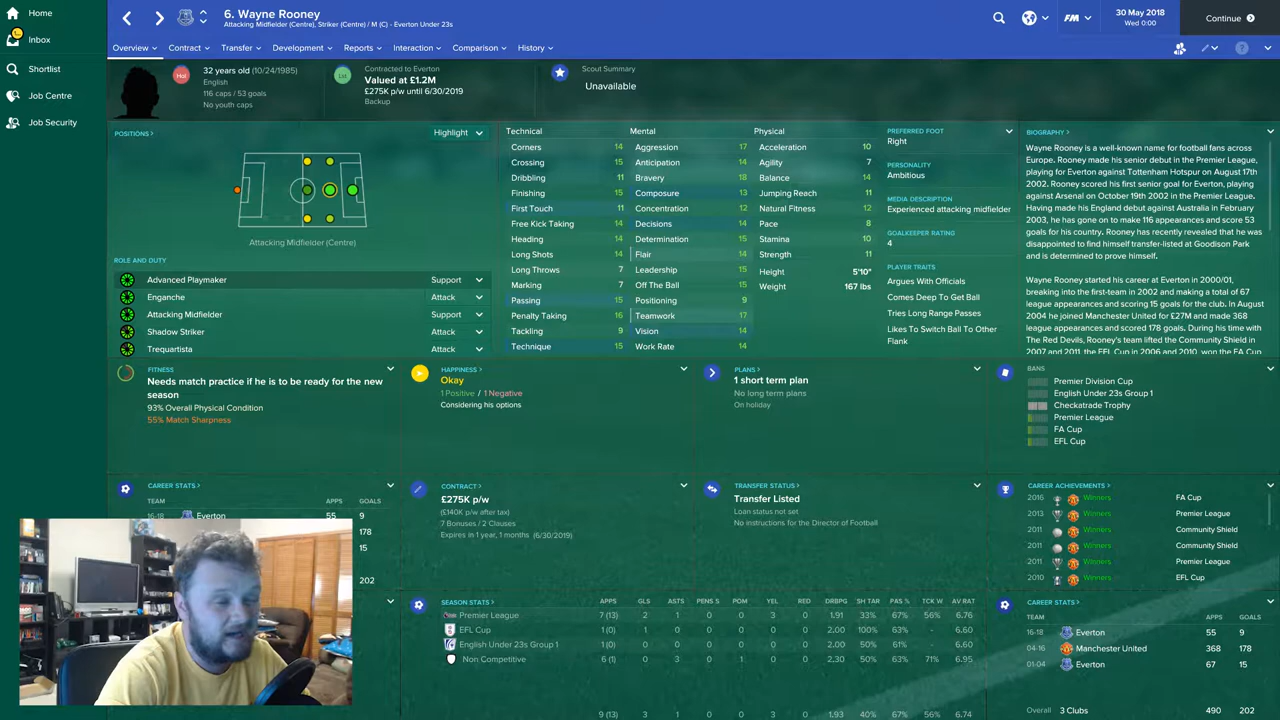 Home
Inbox
Shortlist
Job Centre
Job Security
6. Wayne Rooney
Attacking Midfielder (Centre), Striker (Centre) / M (C) - Everton Under 23s
FM
30 May 2018
Wed 0:00
Continue
Overview
Contract
Transfer
Development
Reports
Interaction
Comparison
History
Hol
32 years old (10/24/1985)
English
116 caps / 53 goals
No youth caps
Lst
Contracted to Everton
Valued at £1.2M
£275K p/w until 6/30/2019
Backup
Scout Summary
Unavailable
POSITIONS >
Highlight
Attacking Midfielder (Centre)
ROLE AND DUTY
Advanced Playmaker Support
Enganche Attack
Attacking Midfielder Support
Shadow Striker Attack
Trequartista Attack
Technical
Corners 14
Crossing 15
Dribbling 11
Finishing 15
First Touch 11
Free Kick Taking 14
Heading 14
Long Shots 14
Long Throws 7
Marking 7
Passing 15
Penalty Taking 16
Tackling 9
Technique 15
Mental
Aggression 17
Anticipation 14
Bravery 18
Composure 13
Concentration 12
Decisions 14
Determination 15
Flair 14
Leadership 15
Off The Ball 15
Positioning 9
Teamwork 17
Vision 14
Work Rate 14
Physical
Acceleration 10
Agility 7
Balance 14
Jumping Reach 11
Natural Fitness 12
Pace 8
Stamina 10
Strength 11
Height 5'10"
Weight 167 lbs
PREFERRED FOOT
Right
PERSONALITY
Ambitious
MEDIA DESCRIPTION
Experienced attacking midfielder
GOALKEEPER RATING
4
PLAYER TRAITS
Argues With Officials
Comes Deep To Get Ball
Tries Long Range Passes
Likes To Switch Ball To Other
Flank
BIOGRAPHY >
Wayne Rooney is a well-known name for football fans across
Europe. Rooney made his senior debut in the Premier League,
playing for Everton against Tottenham Hotspur on August 17th
2002. Rooney scored his first senior goal for Everton, playing
against Arsenal on October 19th 2002 in the Premier League.
Having made his England debut against Australia in February
2003, he has gone on to make 116 appearances and score 53
goals for his country. Rooney has recently revealed that he was
disappointed to find himself transfer-listed at Goodison Park
and is determined to prove himself.
Wayne Rooney started his career at Everton in 2000/01,
breaking into the first-team in 2002 and making a total of 67
league appearances and scoring 15 goals for the club. In August
2004 he joined Manchester United for £27M and made 368
league appearances and scored 178 goals. During his time with
The Red Devils, Rooney's team lifted the Community Shield in
2007 and 2011, the EFL Cup in 2006 and 2010, won the FA Cup
FITNESS
Needs match practice if he is to be ready for the new
season
93% Overall Physical Condition
55% Match Sharpness
HAPPINESS >
Okay
1 Positive / 1 Negative
Considering his options
PLANS >
1 short term plan
No long term plans
On holiday
BANS
Premier Division Cup
English Under 23s Group 1
Checkatrade Trophy
Premier League
FA Cup
EFL Cup
CAREER STATS >
TEAM APPS GOALS
16-18 Everton 55 9
178
15
202
CONTRACT >
£275K p/w
(£140K p/w after tax)
7 Bonuses / 2 Clauses
Expires in 1 year, 1 months (6/30/2019)
TRANSFER STATUS >
Transfer Listed
Loan status not set
No instructions for the Director of Football
CAREER ACHIEVEMENTS >
2016 Winners FA Cup
2013 Winners Premier League
2011 Winners Community Shield
2011 Winners Community Shield
2011 Winners Premier League
2010 Winners EFL Cup
SEASON STATS > APPS GLS ASTS PENS S POM YEL RED DRBPG SH TAR PAS % TCK W AV RAT
Premier League 7 (13) 2 1 0 0 3 0 1.91 33% 67% 56% 6.76
EFL Cup 1 (0) 1 0 0 0 0 0 2.00 100% 63% - 6.60
English Under 23s Group 1 1 (0) 0 0 0 0 0 0 2.00 50% 61% - 6.60
Non Competitive 6 (1) 0 3 0 1 0 0 2.30 50% 63% 71% 6.95
9 (13) 3 1 0 0 3 0 1.93 40% 67% 56% 6.74
CAREER STATS >
TEAM APPS GOALS
16-18 Everton 55 9
04-16 Manchester United 368 178
01-04 Everton 67 15
Overall 3 Clubs 490 202